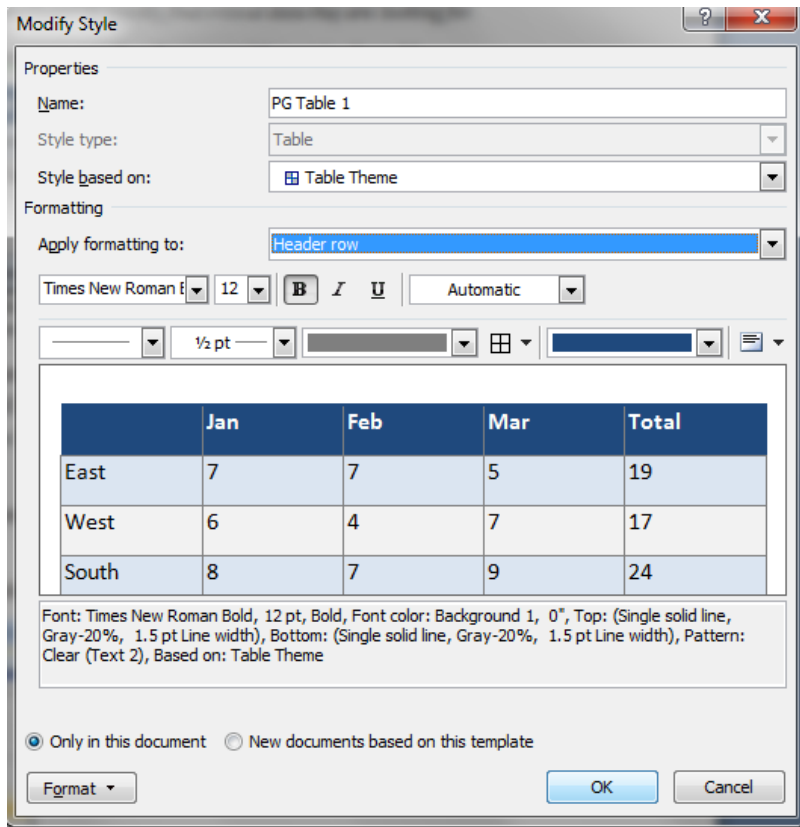 Modify Style
Properties
Name: PG Table 1
Style type: Table
Style based on: Table Theme
Formatting
Apply formatting to: Header row
Times New Roman 12 B I U Automatic
½ pt
Jan Feb Mar Total
East 7 7 5 19
West 6 4 7 17
South 8 7 9 24
Font: Times New Roman Bold, 12 pt, Bold, Font color: Background 1, 0", Top: (Single solid line,
Gray-20%, 1.5 pt Line width), Bottom: (Single solid line, Gray-20%, 1.5 pt Line width), Pattern:
Clear (Text 2), Based on: Table Theme
Only in this document New documents based on this template
Format OK Cancel